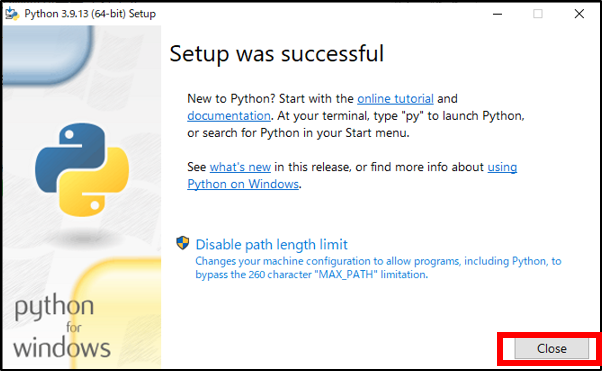 Python 3.9.13 (64-bit) Setup
Setup was successful
New to Python? Start with the online tutorial and
documentation. At your terminal, type "py" to launch Python,
or search for Python in your Start menu.
See what's new in this release, or find more info about using
Python on Windows.
Disable path length limit
Changes your machine configuration to allow programs, including Python, to
bypass the 260 character "MAX_PATH" limitation.
python
for
windows
Close